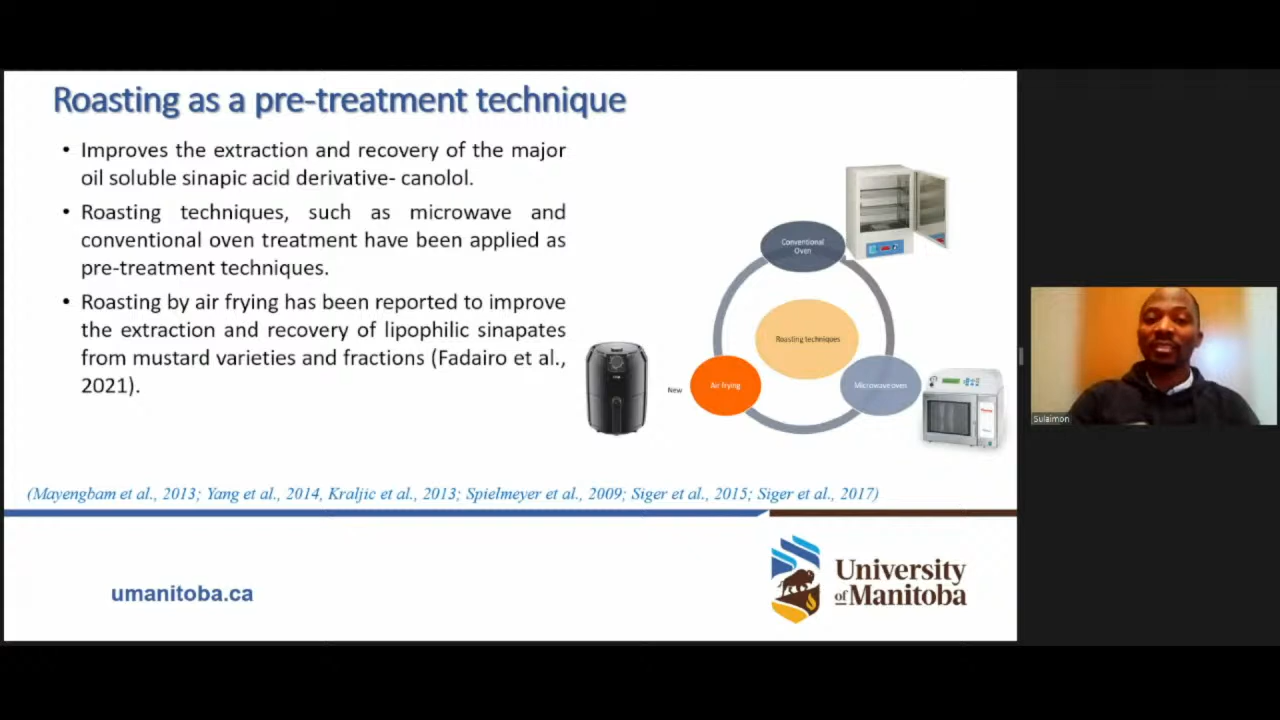 Roasting as a pre-treatment technique
• Improves the extraction and recovery of the major
oil soluble sinapic acid derivative- canolol.
• Roasting techniques, such as microwave and
conventional oven treatment have been applied as
pre-treatment techniques.
• Roasting by air frying has been reported to improve
the extraction and recovery of lipophilic sinapates
from mustard varieties and fractions (Fadairo et al.,
2021).
Conventional
Oven
Roasting techniques
New
Air frying
Microwave oven
(Mayengbam et al., 2013; Yang et al., 2014, Kraljic et al., 2013; Spielmeyer et al., 2009; Siger et al., 2015; Siger et al., 2017)
umanitoba.ca
University
of Manitoba
Sulaimon